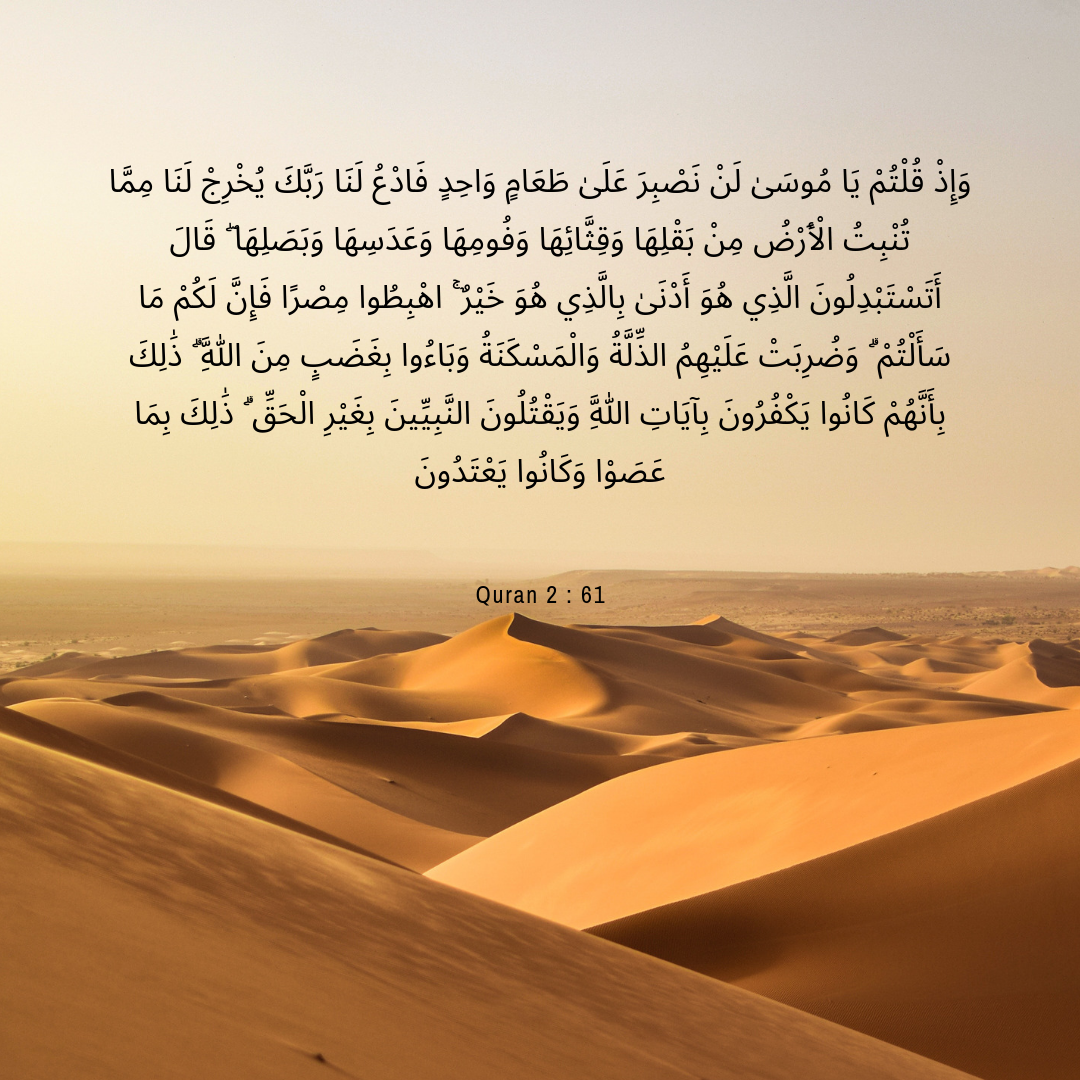 وَإِذْ قُلْتُمْ يَا مُوسَىٰ لَنْ نَصْبِرَ عَلَىٰ طَعَامٍ وَاحِدٍ فَادْعُ لَنَا رَبَّكَ يُخْرِجْ لَنَا مِمَّا
تُنْبِتُ الْأَرْضُ مِنْ بَقْلِهَا وَقِثَّائِهَا وَفُومِهَا وَعَدَسِهَا وَبَصَلِهَا ۖ قَالَ
أَتَسْتَبْدِلُونَ الَّذِي هُوَ أَدْنَىٰ بِالَّذِي هُوَ خَيْرٌ ۚ اهْبِطُوا مِصْرًا فَإِنَّ لَكُمْ مَا
سَأَلْتُمْ ۗ وَضُرِبَتْ عَلَيْهِمُ الذِّلَّةُ وَالْمَسْكَنَةُ وَبَاءُوا بِغَضَبٍ مِنَ اللَّهِ ۗ ذَٰلِكَ
بِأَنَّهُمْ كَانُوا يَكْفُرُونَ بِآيَاتِ اللَّهِ وَيَقْتُلُونَ النَّبِيِّينَ بِغَيْرِ الْحَقِّ ۗ ذَٰلِكَ بِمَا
عَصَوْا وَكَانُوا يَعْتَدُونَ
Quran 2 : 61